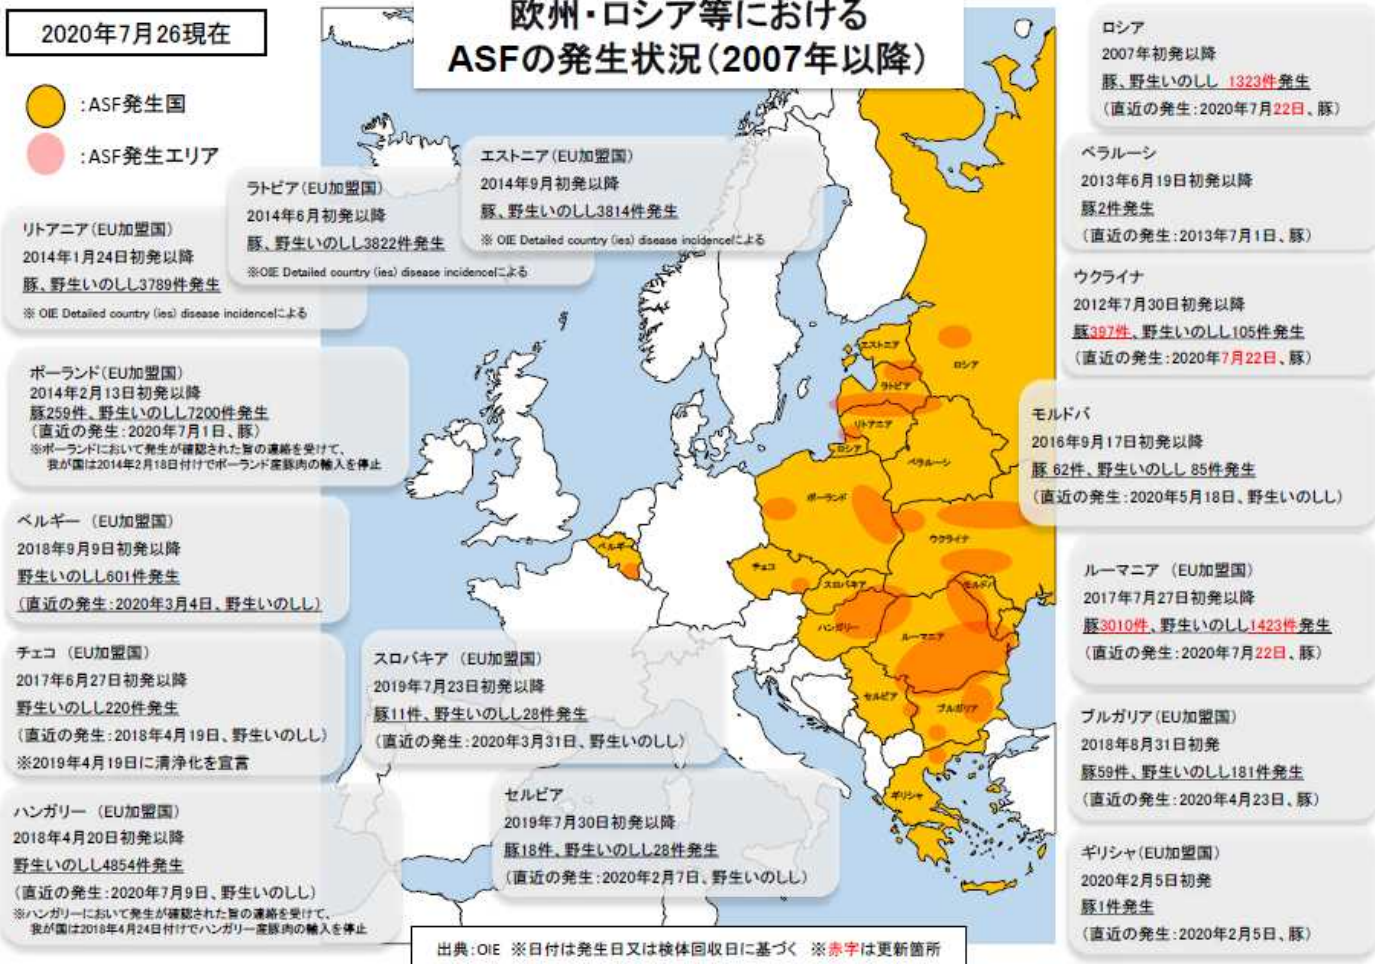 2020年7月26現在
欧州・ロシア等における
ASFの発生状況(2007年以降)
:ASF発生国
:ASF発生エリア
リトアニア(EU加盟国)
2014年1月24日初発以降
豚、野生いのしし3789件発生
※ OIE Detailed country (ies) disease incidenceによる
ラトビア(EU加盟国)
2014年6月初発以降
豚、野生いのしし3822件発生
※OIE Detailed country (ies) disease incidenceによる
エストニア(EU加盟国)
2014年9月初発以降
豚、野生いのしし3814件発生
※ OIE Detailed country (ies) disease incidenceによる
ポーランド(EU加盟国)
2014年2月13日初発以降
豚259件、野生いのしし7200件発生
(直近の発生:2020年7月1日、豚)
※ポーランドにおいて発生が確認された旨の連絡を受けて、
我が国は2014年2月18日付けでポーランド産豚肉の輸入を停止
ベルギー (EU加盟国)
2018年9月9日初発以降
野生いのしし601件発生
(直近の発生:2020年3月4日、野生いのしし)
チェコ (EU加盟国)
2017年6月27日初発以降
野生いのしし220件発生
(直近の発生:2018年4月19日、野生いのしし)
※2019年4月19日に清浄化を宣言
ハンガリー (EU加盟国)
2018年4月20日初発以降
野生いのしし4854件発生
(直近の発生:2020年7月9日、野生いのしし)
※ハンガリーにおいて発生が確認された旨の連絡を受けて、
我が国は2018年4月24日付けでハンガリー産豚肉の輸入を停止
スロバキア (EU加盟国)
2019年7月23日初発以降
豚11件、野生いのしし28件発生
(直近の発生:2020年3月31日、野生いのしし)
セルビア
2019年7月30日初発以降
豚18件、野生いのしし28件発生
(直近の発生:2020年2月7日、野生いのしし)
エストニア
ロシア
ラトビア
リトアニア
ロシア
ベラルーシ
ポーランド
ウクライナ
ベルギー
チェコ
スロバキア
モルドバ
ハンガリー
ルーマニア
セルビア
ブルガリア
ギリシャ
ロシア
2007年初発以降
豚、野生いのしし 1323件発生
(直近の発生:2020年7月22日、豚)
ベラルーシ
2013年6月19日初発以降
豚2件発生
(直近の発生:2013年7月1日、豚)
ウクライナ
2012年7月30日初発以降
豚397件、野生いのしし105件発生
(直近の発生:2020年7月22日、豚)
モルドバ
2016年9月17日初発以降
豚 62件、野生いのしし 85件発生
(直近の発生:2020年5月18日、野生いのしし)
ルーマニア (EU加盟国)
2017年7月27日初発以降
豚3010件、野生いのしし1423件発生
(直近の発生:2020年7月22日、豚)
ブルガリア(EU加盟国)
2018年8月31日初発
豚59件、野生いのしし181件発生
(直近の発生:2020年4月23日、豚)
ギリシャ(EU加盟国)
2020年2月5日初発
豚1件発生
(直近の発生:2020年2月5日、豚)
出典:OIE ※日付は発生日又は検体回収日に基づく ※赤字は更新箇所